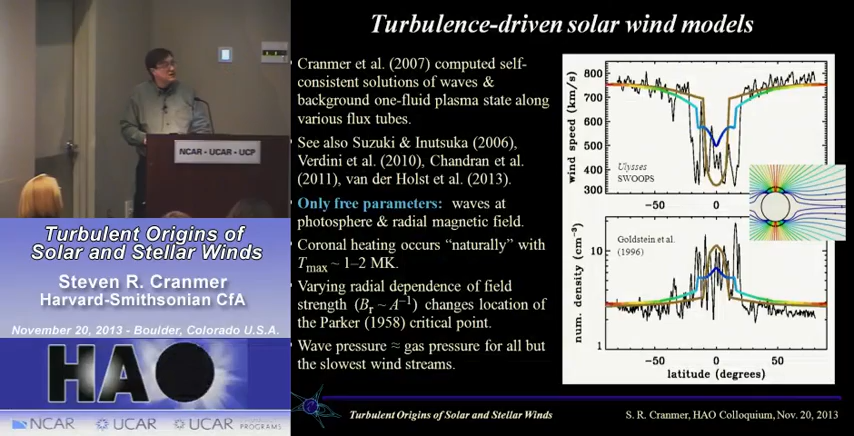 NCAR - UCAR - UCP
Turbulent Origins of
Solar and Stellar Winds
Steven R. Cranmer
Harvard-Smithsonian CfA
November 20, 2013 - Boulder, Colorado U.S.A.
HAO
NCAR
UCAR
UCAR PROGRAMS
Turbulence-driven solar wind models
Cranmer et al. (2007) computed self-
consistent solutions of waves &
background one-fluid plasma state along
various flux tubes.
See also Suzuki & Inutsuka (2006),
Verdini et al. (2010), Chandran et al.
(2011), van der Holst et al. (2013).
Only free parameters: waves at
photosphere & radial magnetic field.
Coronal heating occurs “naturally” with
Tmax ~ 1–2 MK.
Varying radial dependence of field
strength (Br ~ A⁻¹) changes location of
the Parker (1958) critical point.
Wave pressure ≈ gas pressure for all but
the slowest wind streams.
wind speed (km/s)
800
700
600
500
400
300
Ulysses
SWOOPS
−50 0
num. density (cm⁻³)
10
1
Goldstein et al.
(1996)
−50 0 50
latitude (degrees)
Turbulent Origins of Solar and Stellar Winds
S. R. Cranmer, HAO Colloquium, Nov. 20, 2013